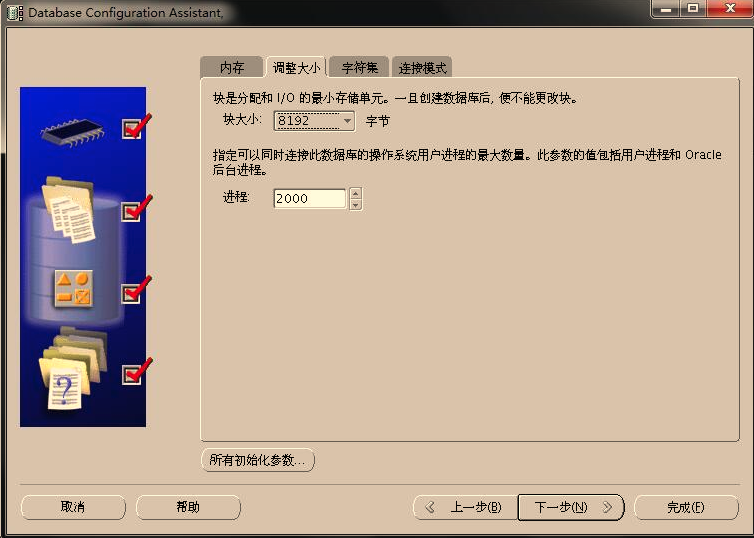 Database Configuration Assistant,
内存 调整大小 字符集 连接模式
块是分配和 I/O 的最小存储单元。一旦创建数据库后, 便不能更改块。
块大小: 8192 字节
指定可以同时连接此数据库的操作系统用户进程的最大数量。此参数的值包括用户进程和 Oracle
后台进程。
进程: 2000
?
所有初始化参数...
取消 帮助 上一步(B) 下一步(N) 完成(F)